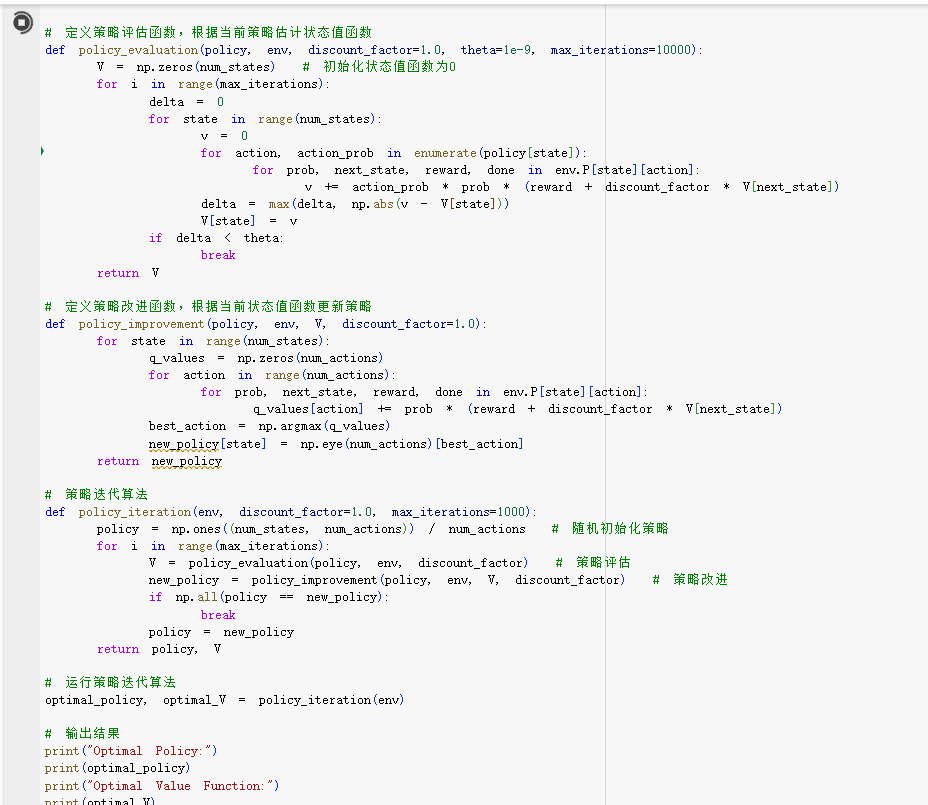 # 定义策略评估函数，根据当前策略估计状态值函数
def policy_evaluation(policy, env, discount_factor=1.0, theta=1e-9, max_iterations=10000):
    V = np.zeros(num_states)  # 初始化状态值函数为0
    for i in range(max_iterations):
        delta = 0
        for state in range(num_states):
            v = 0
            for action, action_prob in enumerate(policy[state]):
                for prob, next_state, reward, done in env.P[state][action]:
                    v += action_prob * prob * (reward + discount_factor * V[next_state])
            delta = max(delta, np.abs(v - V[state]))
            V[state] = v
        if delta < theta:
            break
    return V
# 定义策略改进函数，根据当前状态值函数更新策略
def policy_improvement(policy, env, V, discount_factor=1.0):
    for state in range(num_states):
        q_values = np.zeros(num_actions)
        for action in range(num_actions):
            for prob, next_state, reward, done in env.P[state][action]:
                q_values[action] += prob * (reward + discount_factor * V[next_state])
        best_action = np.argmax(q_values)
        new_policy[state] = np.eye(num_actions)[best_action]
    return new_policy
# 策略迭代算法
def policy_iteration(env, discount_factor=1.0, max_iterations=1000):
    policy = np.ones((num_states, num_actions)) / num_actions  # 随机初始化策略
    for i in range(max_iterations):
        V = policy_evaluation(policy, env, discount_factor)  # 策略评估
        new_policy = policy_improvement(policy, env, V, discount_factor)  # 策略改进
        if np.all(policy == new_policy):
            break
        policy = new_policy
    return policy, V
# 运行策略迭代算法
optimal_policy, optimal_V = policy_iteration(env)
# 输出结果
print("Optimal Policy:")
print(optimal_policy)
print("Optimal Value Function:")
print(optimal_V)